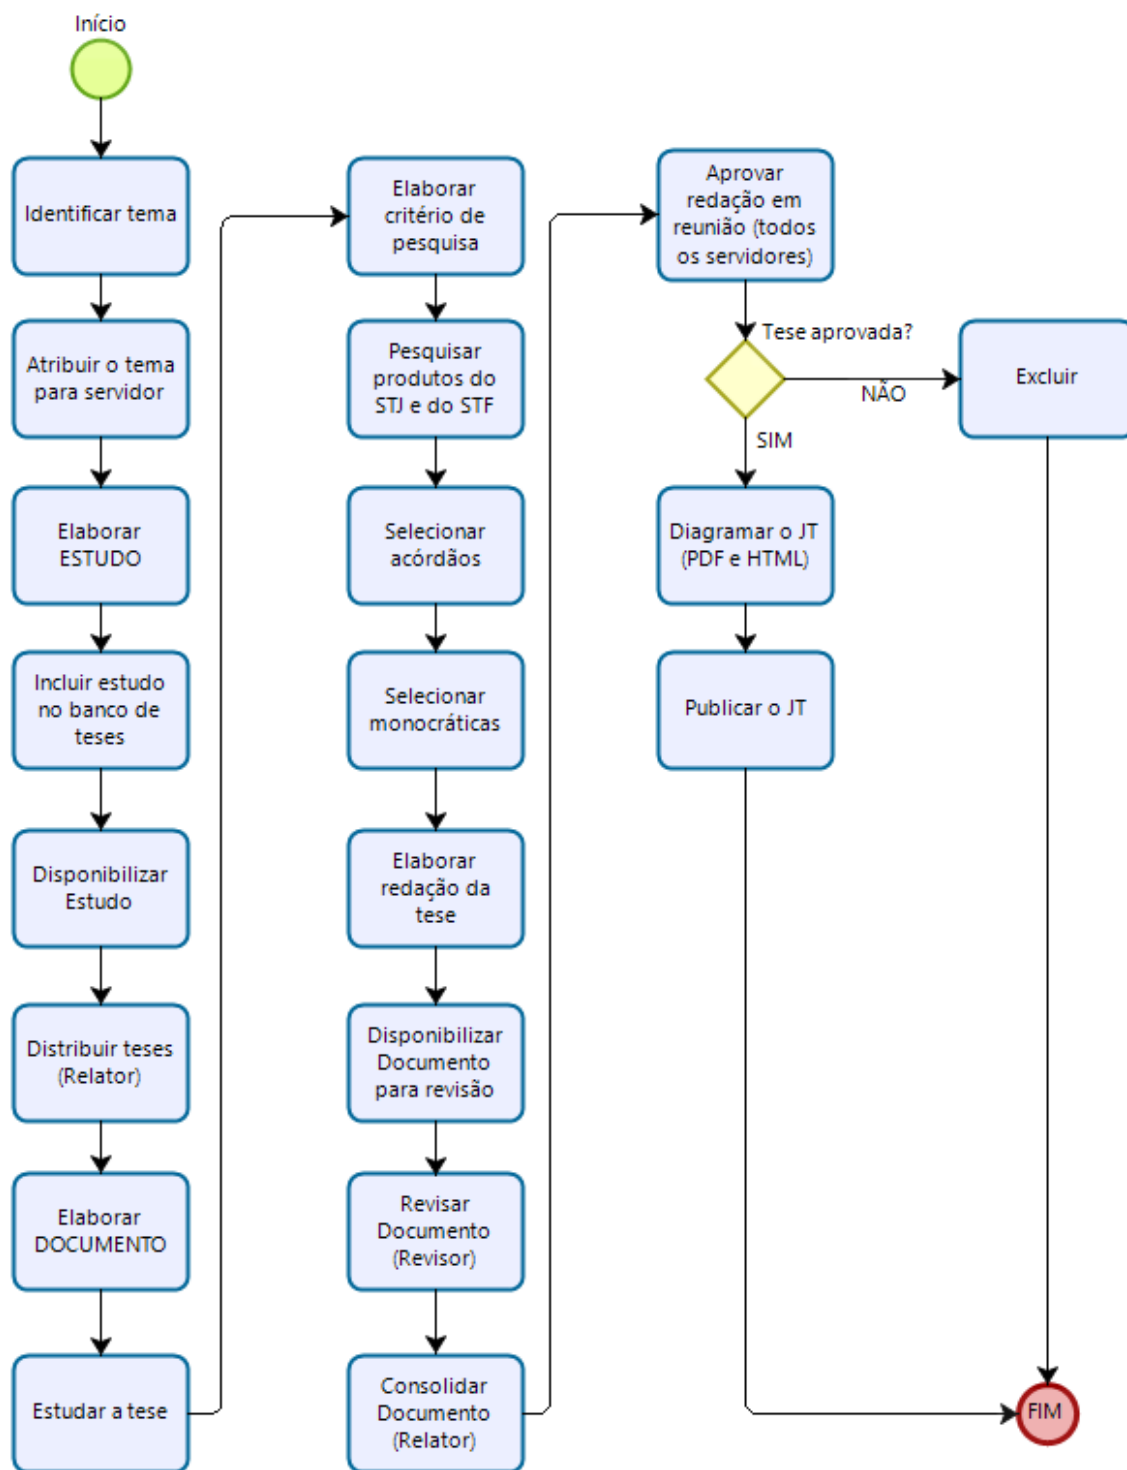 Início
Identificar tema
Atribuir o tema
para servidor
Elaborar
ESTUDO
Incluir estudo
no banco de
teses
Disponibilizar
Estudo
Distribuir teses
(Relator)
Elaborar
DOCUMENTO
Estudar a tese
Elaborar
critério de
pesquisa
Pesquisar
produtos do
STJ e do STF
Selecionar
acórdãos
Selecionar
monocráticas
Elaborar
redação da
tese
Disponibilizar
Documento
para revisão
Revisar
Documento
(Revisor)
Consolidar
Documento
(Relator)
Aprovar
redação em
reunião (todos
os servidores)
Tese aprovada?
NÃO
Excluir
SIM
Diagramar o JT
(PDF e HTML)
Publicar o JT
FIM